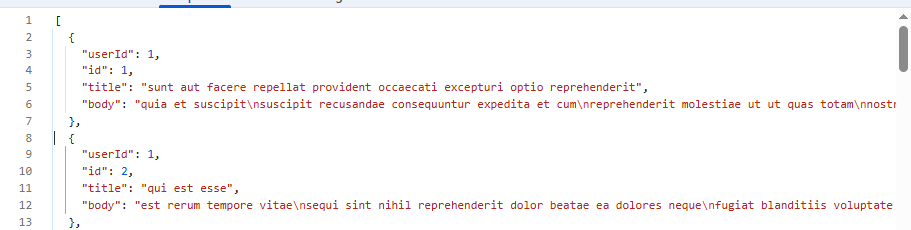 1 [
2 {
3 "userId": 1,
4 "id": 1,
5 "title": "sunt aut facere repellat provident occaecati excepturi optio reprehenderit",
6 "body": "quia et suscipit\nsuscipit recusandae consequuntur expedita et cum\nreprehenderit molestiae ut ut quas totam\nnostr
7 },
8 {
9 "userId": 1,
10 "id": 2,
11 "title": "qui est esse",
12 "body": "est rerum tempore vitae\nsequi sint nihil reprehenderit dolor beatae ea dolores neque\nfugiat blanditiis voluptate
13 },